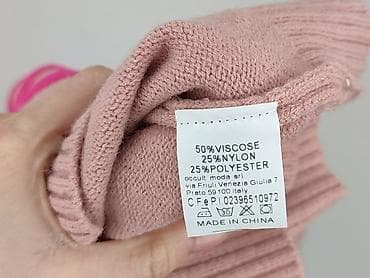 50%VISCOSE
25%NYLON
25%POLYESTER
occult moda srl
via Friuli Venezia Giulia 7
Prato 59100 italy
C F e P I 02396510972
MADE IN CHINA